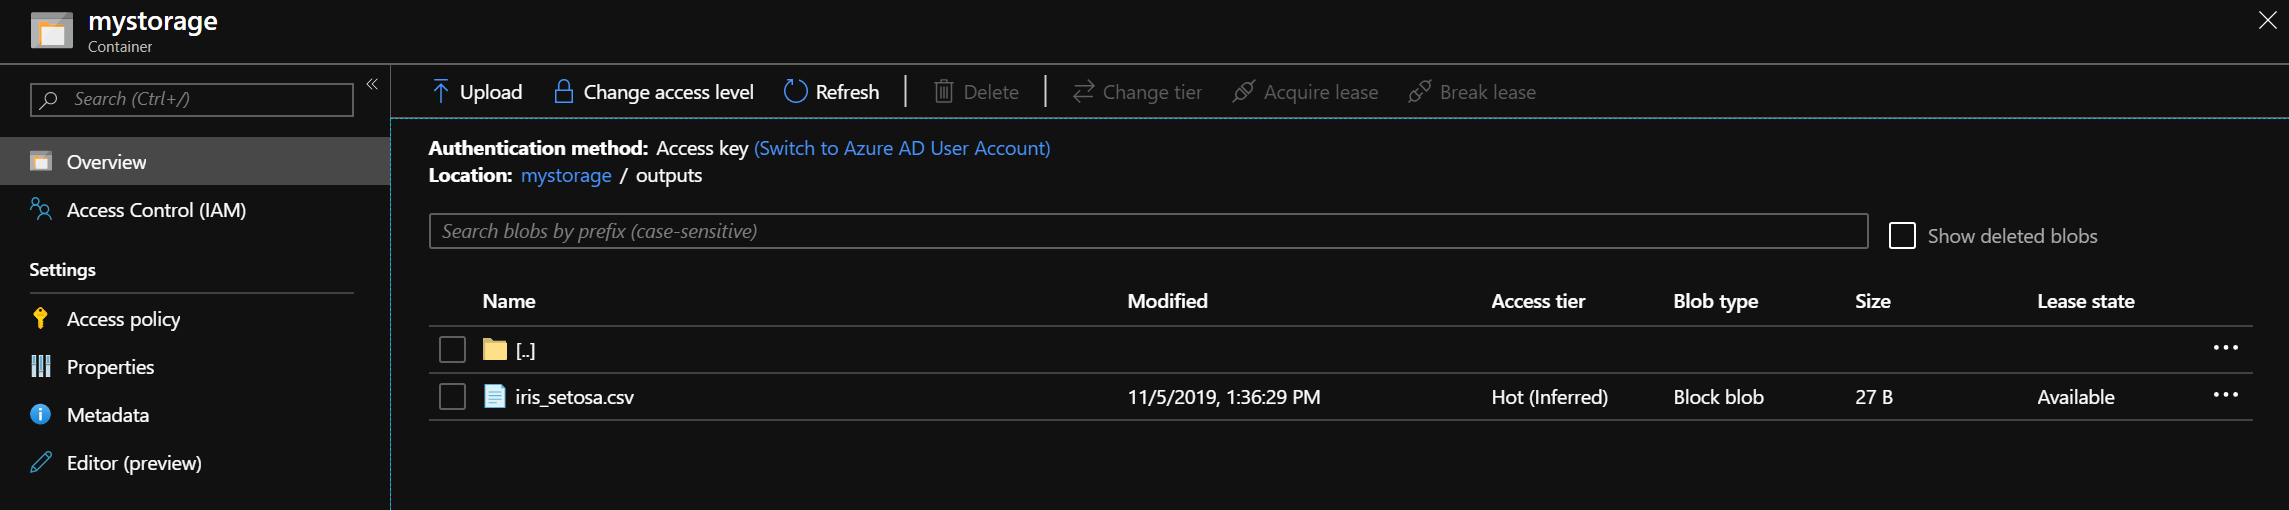 mystorage
Container
Search (Ctrl+/)
Overview
Access Control (IAM)
Settings
Access policy
Properties
Metadata
Editor (preview)
Upload Change access level Refresh Delete Change tier Acquire lease Break lease
Authentication method: Access key (Switch to Azure AD User Account)
Location: mystorage / outputs
Search blobs by prefix (case-sensitive) Show deleted blobs
Name Modified Access tier Blob type Size Lease state
[..]
iris_setosa.csv 11/5/2019, 1:36:29 PM Hot (Inferred) Block blob 27 B Available